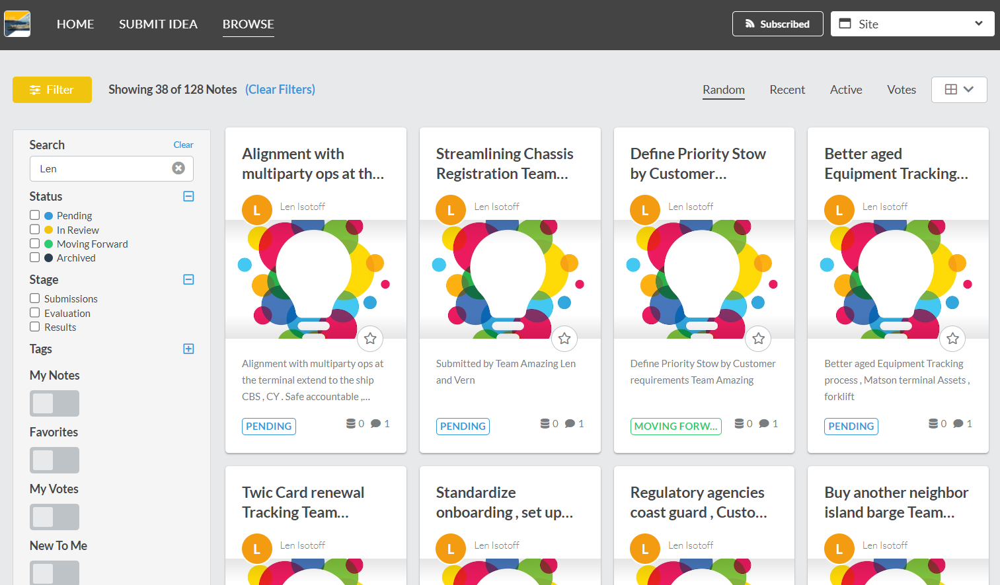 HOME SUBMIT IDEA BROWSE Subscribed Site
Filter Showing 38 of 128 Notes (Clear Filters) Random Recent Active Votes
Search Clear
Len
Status
Pending
In Review
Moving Forward
Archived
Stage
Submissions
Evaluation
Results
Tags
My Notes
Favorites
My Votes
New To Me
Alignment with
multiparty ops at th...
L Len Isotoff
Alignment with multiparty ops at
the terminal extend to the ship
CBS , CY . Safe accountable ,...
PENDING 0 1
Streamlining Chassis
Registration Team...
L Len Isotoff
Submitted by Team Amazing Len
and Vern
PENDING 0 1
Define Priority Stow
by Customer...
L Len Isotoff
Define Priority Stow by Customer
requirements Team Amazing
MOVING FORW... 0 1
Better aged
Equipment Tracking...
L Len Isotoff
Better aged Equipment Tracking
process , Matson terminal Assets ,
forklift
PENDING 0 1
Twic Card renewal
Tracking Team...
L Len Isotoff
Standardize
onboarding , set up...
L Len Isotoff
Regulatory agencies
coast guard , Custo...
L Len Isotoff
Buy another neighbor
island barge Team...
L Len Isotoff